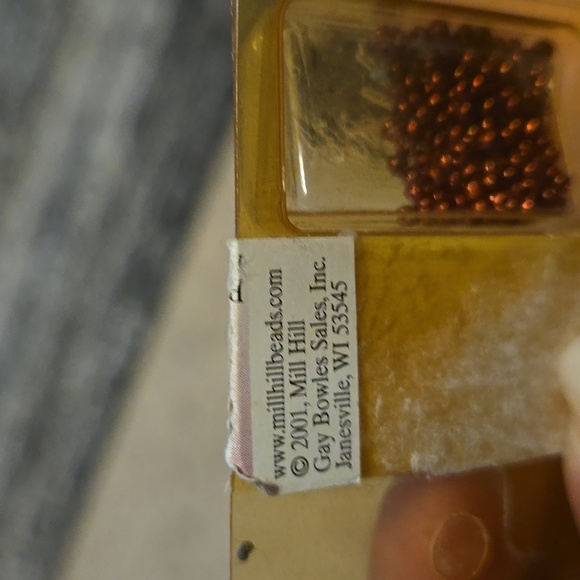 www.millhillbeads.com
© 2001, Mill Hill
Gay Bowles Sales, Inc.
Janesville, WI 53545